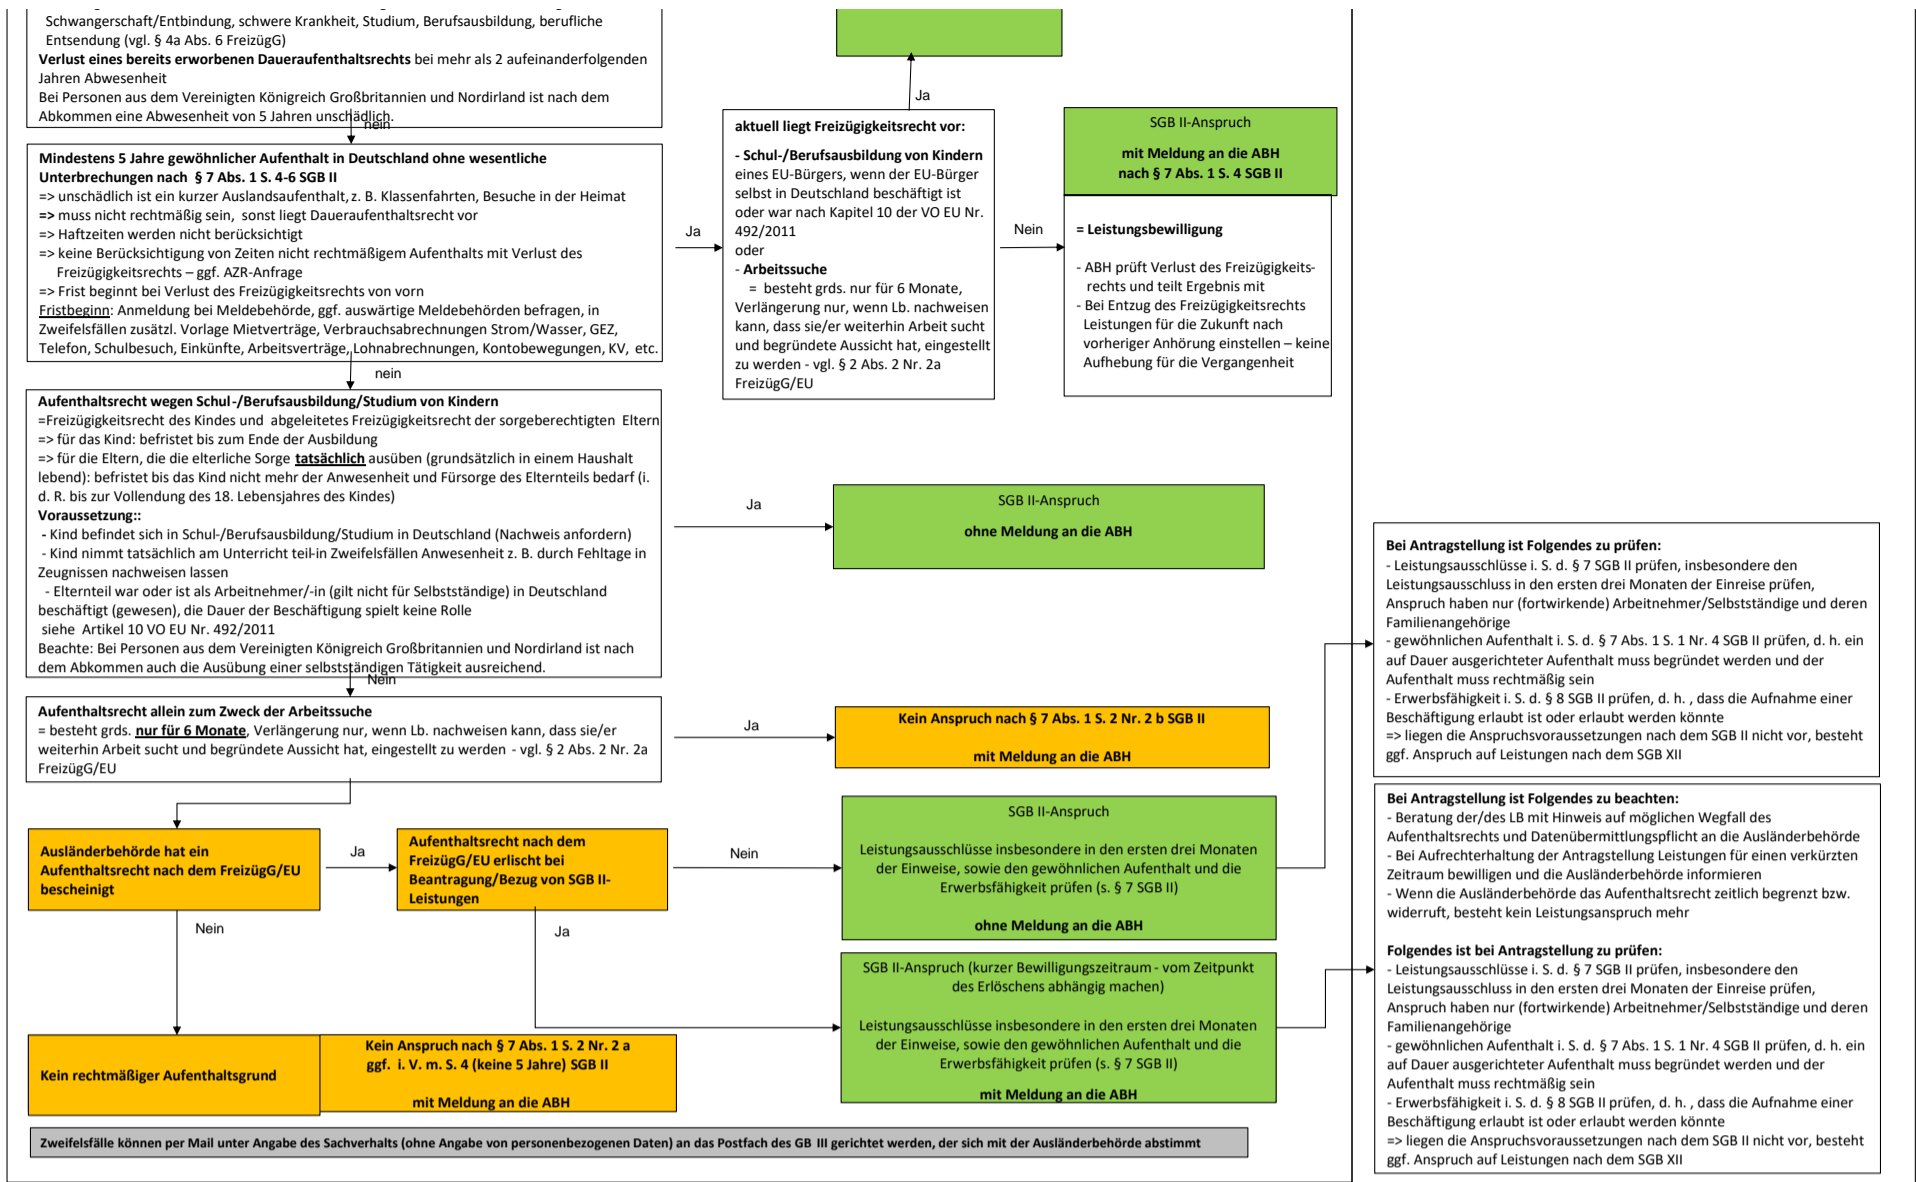 Schwangerschaft/Entbindung, schwere Krankheit, Studium, Berufsausbildung, berufliche
Entsendung (vgl. § 4a Abs. 6 FreizügG)
Verlust eines bereits erworbenen Daueraufenthaltsrechts bei mehr als 2 aufeinanderfolgenden
Jahren Abwesenheit
Bei Personen aus dem Vereinigten Königreich Großbritannien und Nordirland ist nach dem
Abkommen eine Abwesenheit von 5 Jahren unschädlich.
nein
Mindestens 5 Jahre gewöhnlicher Aufenthalt in Deutschland ohne wesentliche
Unterbrechungen nach § 7 Abs. 1 S. 4-6 SGB II
=> unschädlich ist ein kurzer Auslandsaufenthalt, z. B. Klassenfahrten, Besuche in der Heimat
=> muss nicht rechtmäßig sein, sonst liegt Daueraufenthaltsrecht vor
=> Haftzeiten werden nicht berücksichtigt
=> keine Berücksichtigung von Zeiten nicht rechtmäßigem Aufenthalts mit Verlust des
Freizügigkeitsrechts – ggf. AZR-Anfrage
=> Frist beginnt bei Verlust des Freizügigkeitsrechts von vorn
Fristbeginn: Anmeldung bei Meldebehörde, ggf. auswärtige Meldebehörden befragen, in
Zweifelsfällen zusätzl. Vorlage Mietverträge, Verbrauchsabrechnungen Strom/Wasser, GEZ,
Telefon, Schulbesuch, Einkünfte, Arbeitsverträge, Lohnabrechnungen, Kontobewegungen, KV, etc.
Ja
Ja
aktuell liegt Freizügigkeitsrecht vor:
- Schul-/Berufsausbildung von Kindern
eines EU-Bürgers, wenn der EU-Bürger
selbst in Deutschland beschäftigt ist
oder war nach Kapitel 10 der VO EU Nr.
492/2011
oder
- Arbeitssuche
= besteht grds. nur für 6 Monate,
Verlängerung nur, wenn Lb. nachweisen
kann, dass sie/er weiterhin Arbeit sucht
und begründete Aussicht hat, eingestellt
zu werden - vgl. § 2 Abs. 2 Nr. 2a
FreizügG/EU
Nein
SGB II-Anspruch
mit Meldung an die ABH
nach § 7 Abs. 1 S. 4 SGB II
= Leistungsbewilligung
- ABH prüft Verlust des Freizügigkeits-
rechts und teilt Ergebnis mit
- Bei Entzug des Freizügigkeitsrechts
Leistungen für die Zukunft nach
vorheriger Anhörung einstellen – keine
Aufhebung für die Vergangenheit
nein
Aufenthaltsrecht wegen Schul-/Berufsausbildung/Studium von Kindern
=Freizügigkeitsrecht des Kindes und abgeleitetes Freizügigkeitsrecht der sorgeberechtigten Eltern
=> für das Kind: befristet bis zum Ende der Ausbildung
=> für die Eltern, die die elterliche Sorge tatsächlich ausüben (grundsätzlich in einem Haushalt
lebend): befristet bis das Kind nicht mehr der Anwesenheit und Fürsorge des Elternteils bedarf (i.
d. R. bis zur Vollendung des 18. Lebensjahres des Kindes)
Voraussetzung::
- Kind befindet sich in Schul-/Berufsausbildung/Studium in Deutschland (Nachweis anfordern)
- Kind nimmt tatsächlich am Unterricht teil-in Zweifelsfällen Anwesenheit z. B. durch Fehltage in
Zeugnissen nachweisen lassen
- Elternteil war oder ist als Arbeitnehmer/-in (gilt nicht für Selbstständige) in Deutschland
beschäftigt (gewesen), die Dauer der Beschäftigung spielt keine Rolle
siehe Artikel 10 VO EU Nr. 492/2011
Beachte: Bei Personen aus dem Vereinigten Königreich Großbritannien und Nordirland ist nach
dem Abkommen auch die Ausübung einer selbstständigen Tätigkeit ausreichend.
Ja
SGB II-Anspruch
ohne Meldung an die ABH
Nein
Aufenthaltsrecht allein zum Zweck der Arbeitssuche
= besteht grds. nur für 6 Monate, Verlängerung nur, wenn Lb. nachweisen kann, dass sie/er
weiterhin Arbeit sucht und begründete Aussicht hat, eingestellt zu werden - vgl. § 2 Abs. 2 Nr. 2a
FreizügG/EU
Ja
Kein Anspruch nach § 7 Abs. 1 S. 2 Nr. 2 b SGB II
mit Meldung an die ABH
Ausländerbehörde hat ein
Aufenthaltsrecht nach dem FreizügG/EU
bescheinigt
Ja
Aufenthaltsrecht nach dem
FreizügG/EU erlischt bei
Beantragung/Bezug von SGB II-
Leistungen
Nein
SGB II-Anspruch
Leistungsausschlüsse insbesondere in den ersten drei Monaten
der Einweise, sowie den gewöhnlichen Aufenthalt und die
Erwerbsfähigkeit prüfen (s. § 7 SGB II)
ohne Meldung an die ABH
Nein
Ja
SGB II-Anspruch (kurzer Bewilligungszeitraum - vom Zeitpunkt
des Erlöschens abhängig machen)
Leistungsausschlüsse insbesondere in den ersten drei Monaten
der Einweise, sowie den gewöhnlichen Aufenthalt und die
Erwerbsfähigkeit prüfen (s. § 7 SGB II)
mit Meldung an die ABH
Kein rechtmäßiger Aufenthaltsgrund
Kein Anspruch nach § 7 Abs. 1 S. 2 Nr. 2 a
ggf. i. V. m. S. 4 (keine 5 Jahre) SGB II
mit Meldung an die ABH
Zweifelsfälle können per Mail unter Angabe des Sachverhalts (ohne Angabe von personenbezogenen Daten) an das Postfach des GB III gerichtet werden, der sich mit der Ausländerbehörde abstimmt
Bei Antragstellung ist Folgendes zu prüfen:
- Leistungsausschlüsse i. S. d. § 7 SGB II prüfen, insbesondere den
Leistungsausschluss in den ersten drei Monaten der Einreise prüfen,
Anspruch haben nur (fortwirkende) Arbeitnehmer/Selbstständige und deren
Familienangehörige
- gewöhnlichen Aufenthalt i. S. d. § 7 Abs. 1 S. 1 Nr. 4 SGB II prüfen, d. h. ein
auf Dauer ausgerichteter Aufenthalt muss begründet werden und der
Aufenthalt muss rechtmäßig sein
- Erwerbsfähigkeit i. S. d. § 8 SGB II prüfen, d. h. , dass die Aufnahme einer
Beschäftigung erlaubt ist oder erlaubt werden könnte
=> liegen die Anspruchsvoraussetzungen nach dem SGB II nicht vor, besteht
ggf. Anspruch auf Leistungen nach dem SGB XII
Bei Antragstellung ist Folgendes zu beachten:
- Beratung der/des LB mit Hinweis auf möglichen Wegfall des
Aufenthaltsrechts und Datenübermittlungspflicht an die Ausländerbehörde
- Bei Aufrechterhaltung der Antragstellung Leistungen für einen verkürzten
Zeitraum bewilligen und die Ausländerbehörde informieren
- Wenn die Ausländerbehörde das Aufenthaltsrecht zeitlich begrenzt bzw.
widerruft, besteht kein Leistungsanspruch mehr
Folgendes ist bei Antragstellung zu prüfen:
- Leistungsausschlüsse i. S. d. § 7 SGB II prüfen, insbesondere den
Leistungsausschluss in den ersten drei Monaten der Einreise prüfen,
Anspruch haben nur (fortwirkende) Arbeitnehmer/Selbstständige und deren
Familienangehörige
- gewöhnlichen Aufenthalt i. S. d. § 7 Abs. 1 S. 1 Nr. 4 SGB II prüfen, d. h. ein
auf Dauer ausgerichteter Aufenthalt muss begründet werden und der
Aufenthalt muss rechtmäßig sein
- Erwerbsfähigkeit i. S. d. § 8 SGB II prüfen, d. h. , dass die Aufnahme einer
Beschäftigung erlaubt ist oder erlaubt werden könnte
=> liegen die Anspruchsvoraussetzungen nach dem SGB II nicht vor, besteht
ggf. Anspruch auf Leistungen nach dem SGB XII